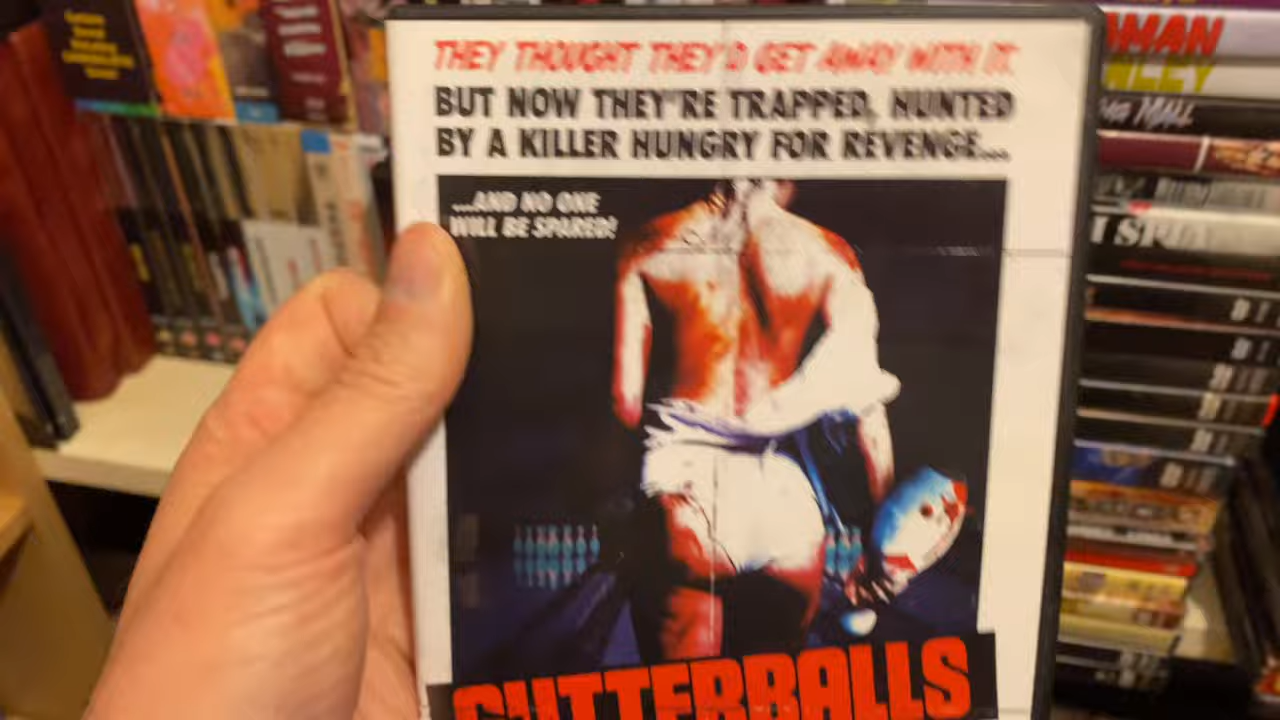 THEY THOUGHT THEY'D GET AWAY WITH IT.
BUT NOW THEY'RE TRAPPED, HUNTED
BY A KILLER HUNGRY FOR REVENGE...
...AND NO ONE
WILL BE SPARED!
GUTTERBALLS
I SPIT